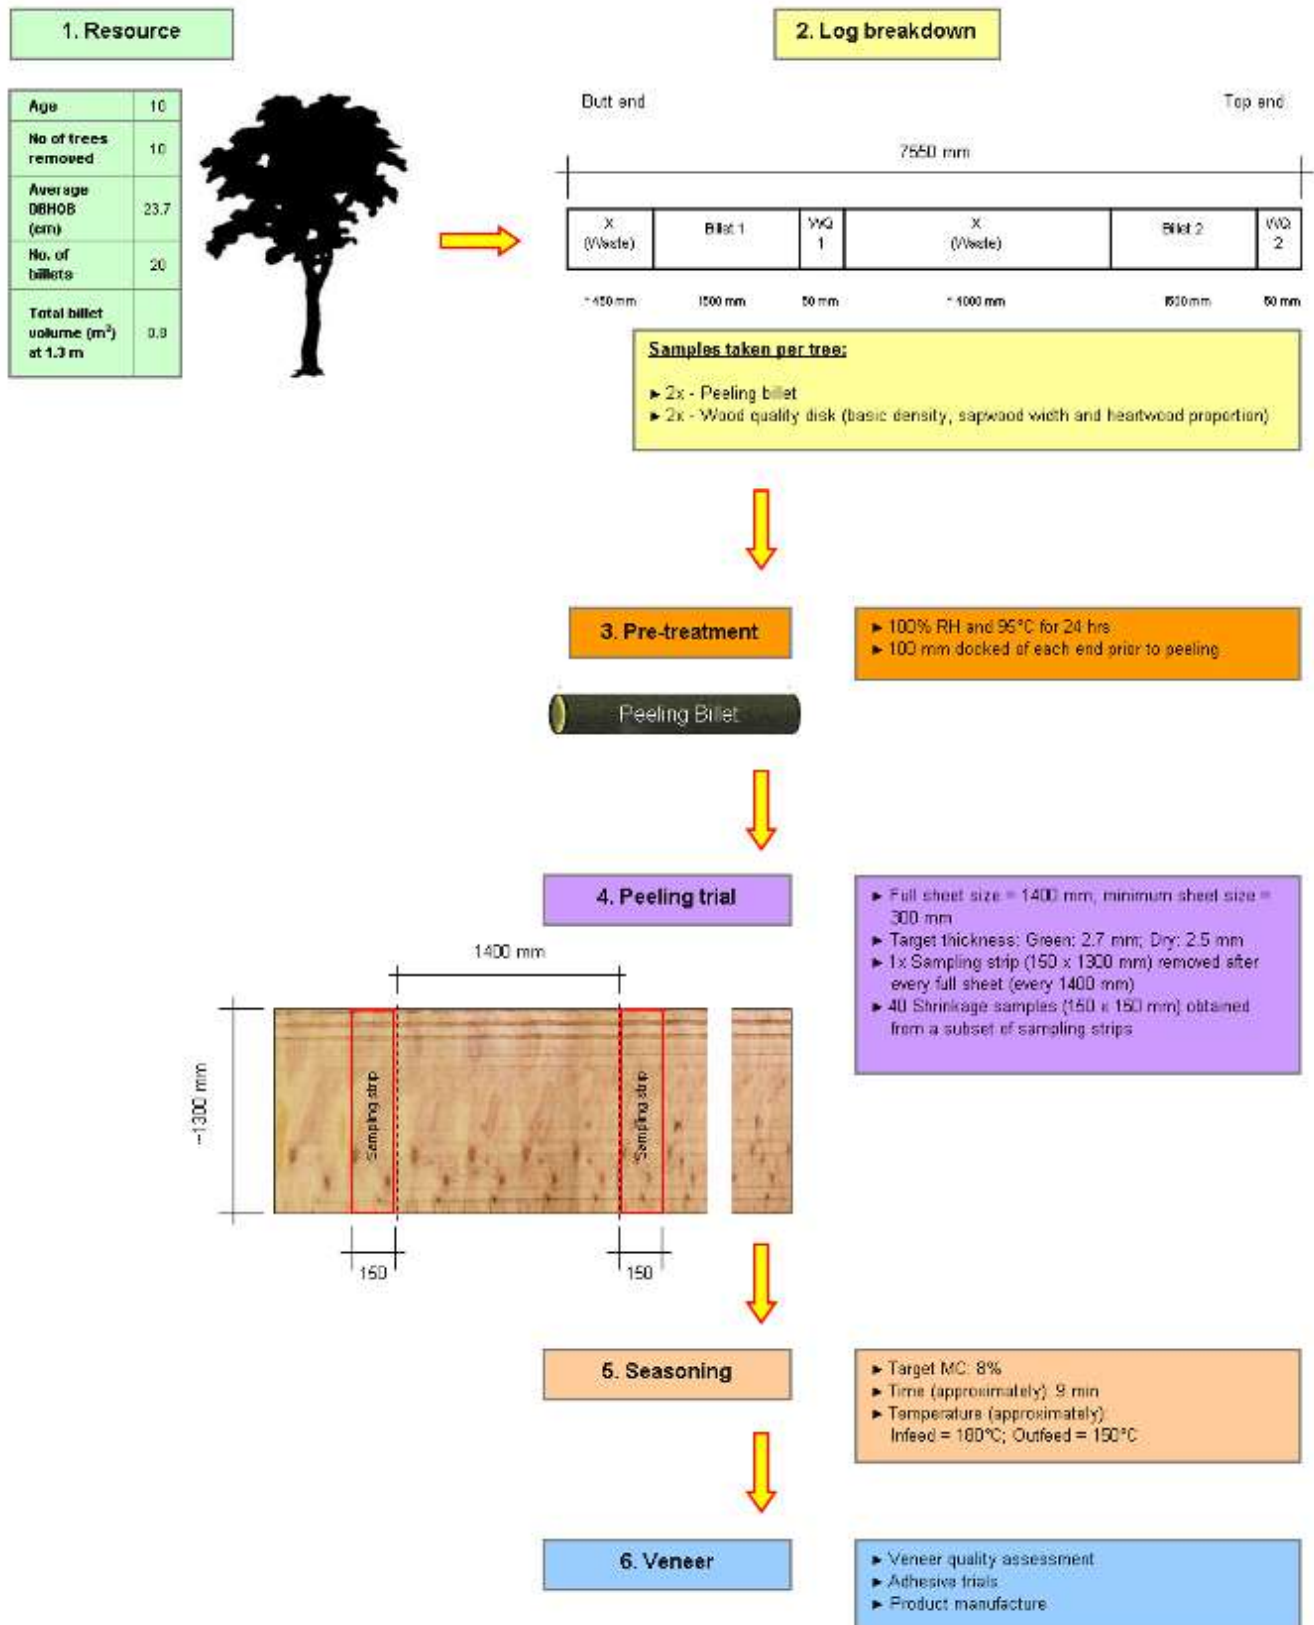 1. Resource
2. Log breakdown
Age 10
No of trees
removed 10
Average
DBHOB
(cm) 23.7
No. of
billets 20
Total billet
volume (m³)
at 1.3 m
Butt end
Top end
7550 mm
X
(Waste)
Billet 1
WQ
1
X
(Waste)
Billet 2
WQ
2
~ 450 mm
1500 mm
50 mm
~ 4000 mm
1500 mm
50 mm
Samples taken per tree:
► 2x - Peeling billet
► 2x - Wood quality disk (basic density, sapwood width and heartwood proportion)
3. Pre-treatment
► 100% RH and 95°C for 24 hrs
► 100 mm docked of each end prior to peeling
Peeling Billet
4. Peeling trial
► Full sheet size = 1400 mm, minimum sheet size =
300 mm
► Target thickness: Green: 2.7 mm; Dry: 2.5 mm
► 1x Sampling strip (150 x 1300 mm) removed after
every full sheet (every 1400 mm)
► 40 Shrinkage samples (150 x 150 mm) obtained
from a subset of sampling strips
1400 mm
~1300 mm
Sampling strip
Sampling strip
150
150
5. Seasoning
► Target MC: 8%
► Time (approximately): 9 min
► Temperature (approximately):
Infeed = 180°C; Outfeed = 150°C
6. Veneer
► Veneer quality assessment
► Adhesive trials
► Product manufacture